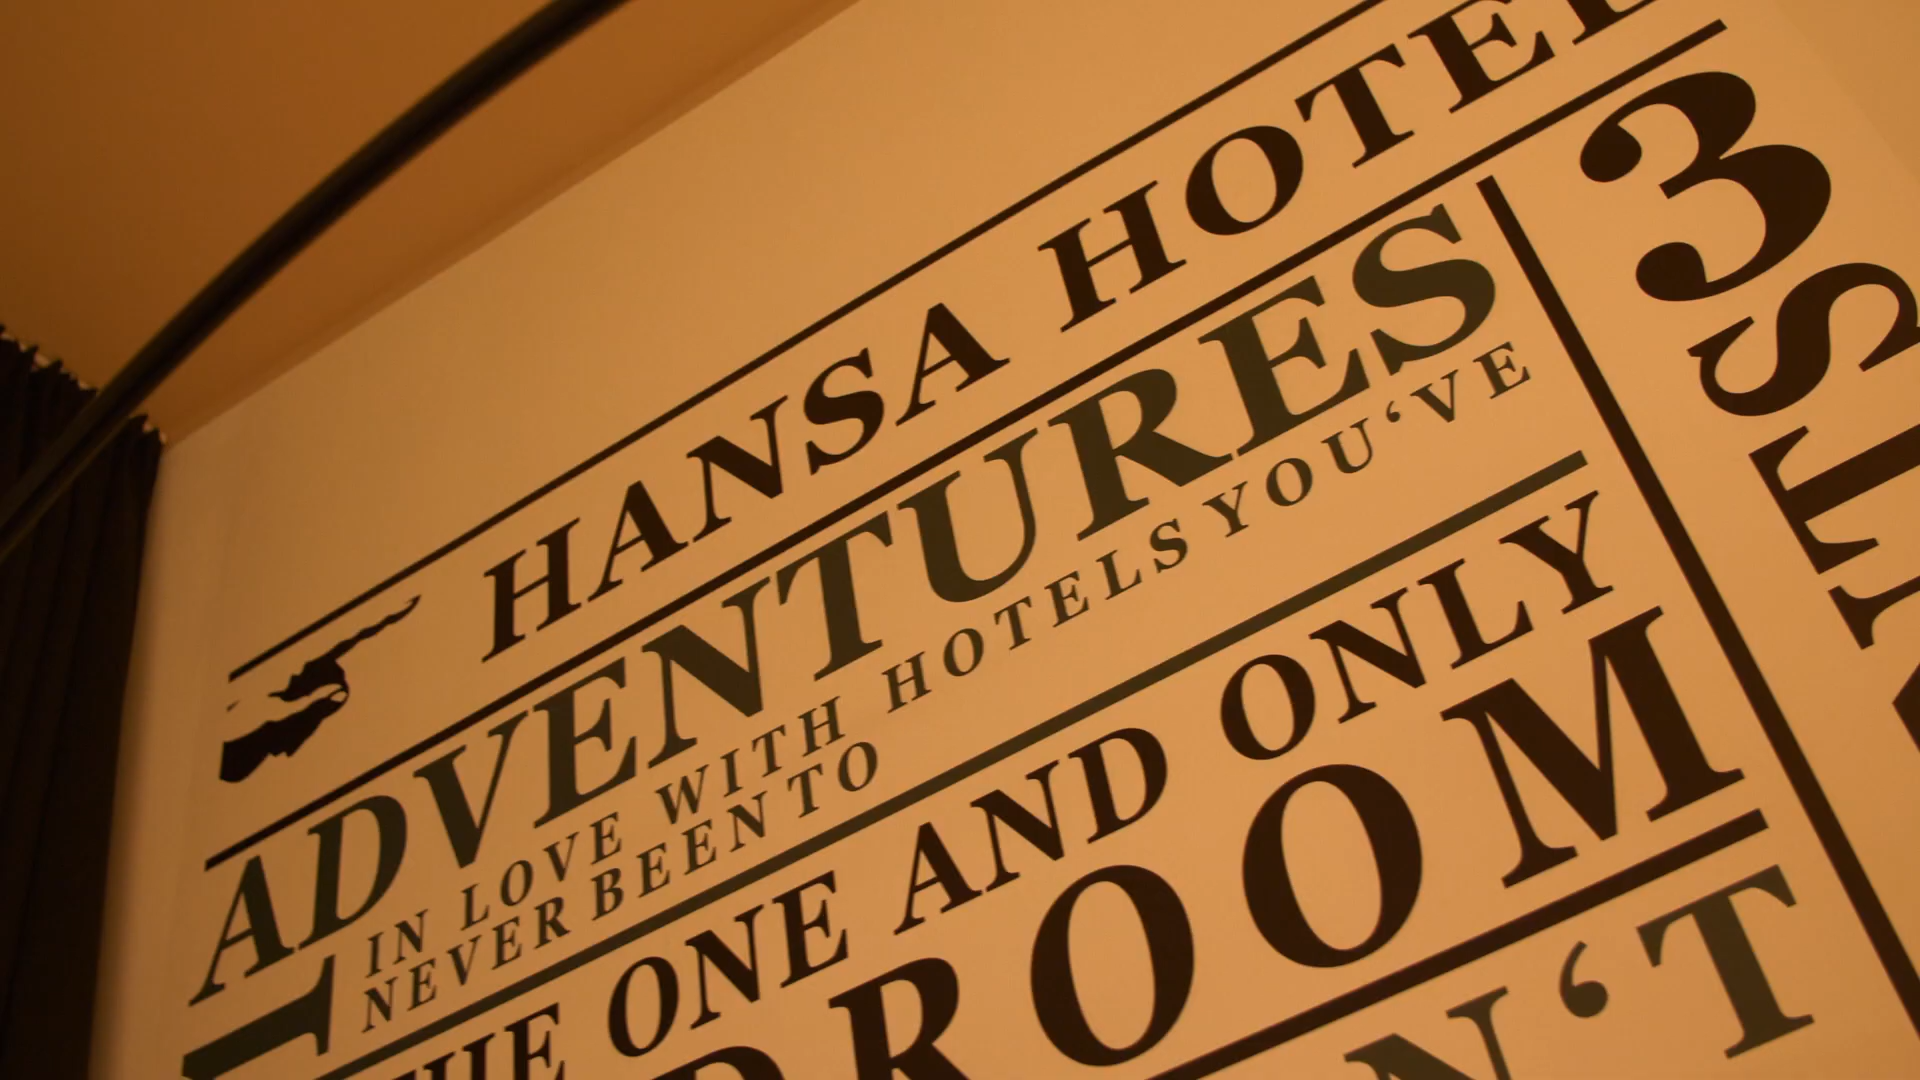 HANSA HOTEL
ADVENTURES
IN LOVE WITH HOTELS YOU‘VE
NEVER BEEN TO
THE ONE AND ONLY
ROOM
N‘T
3